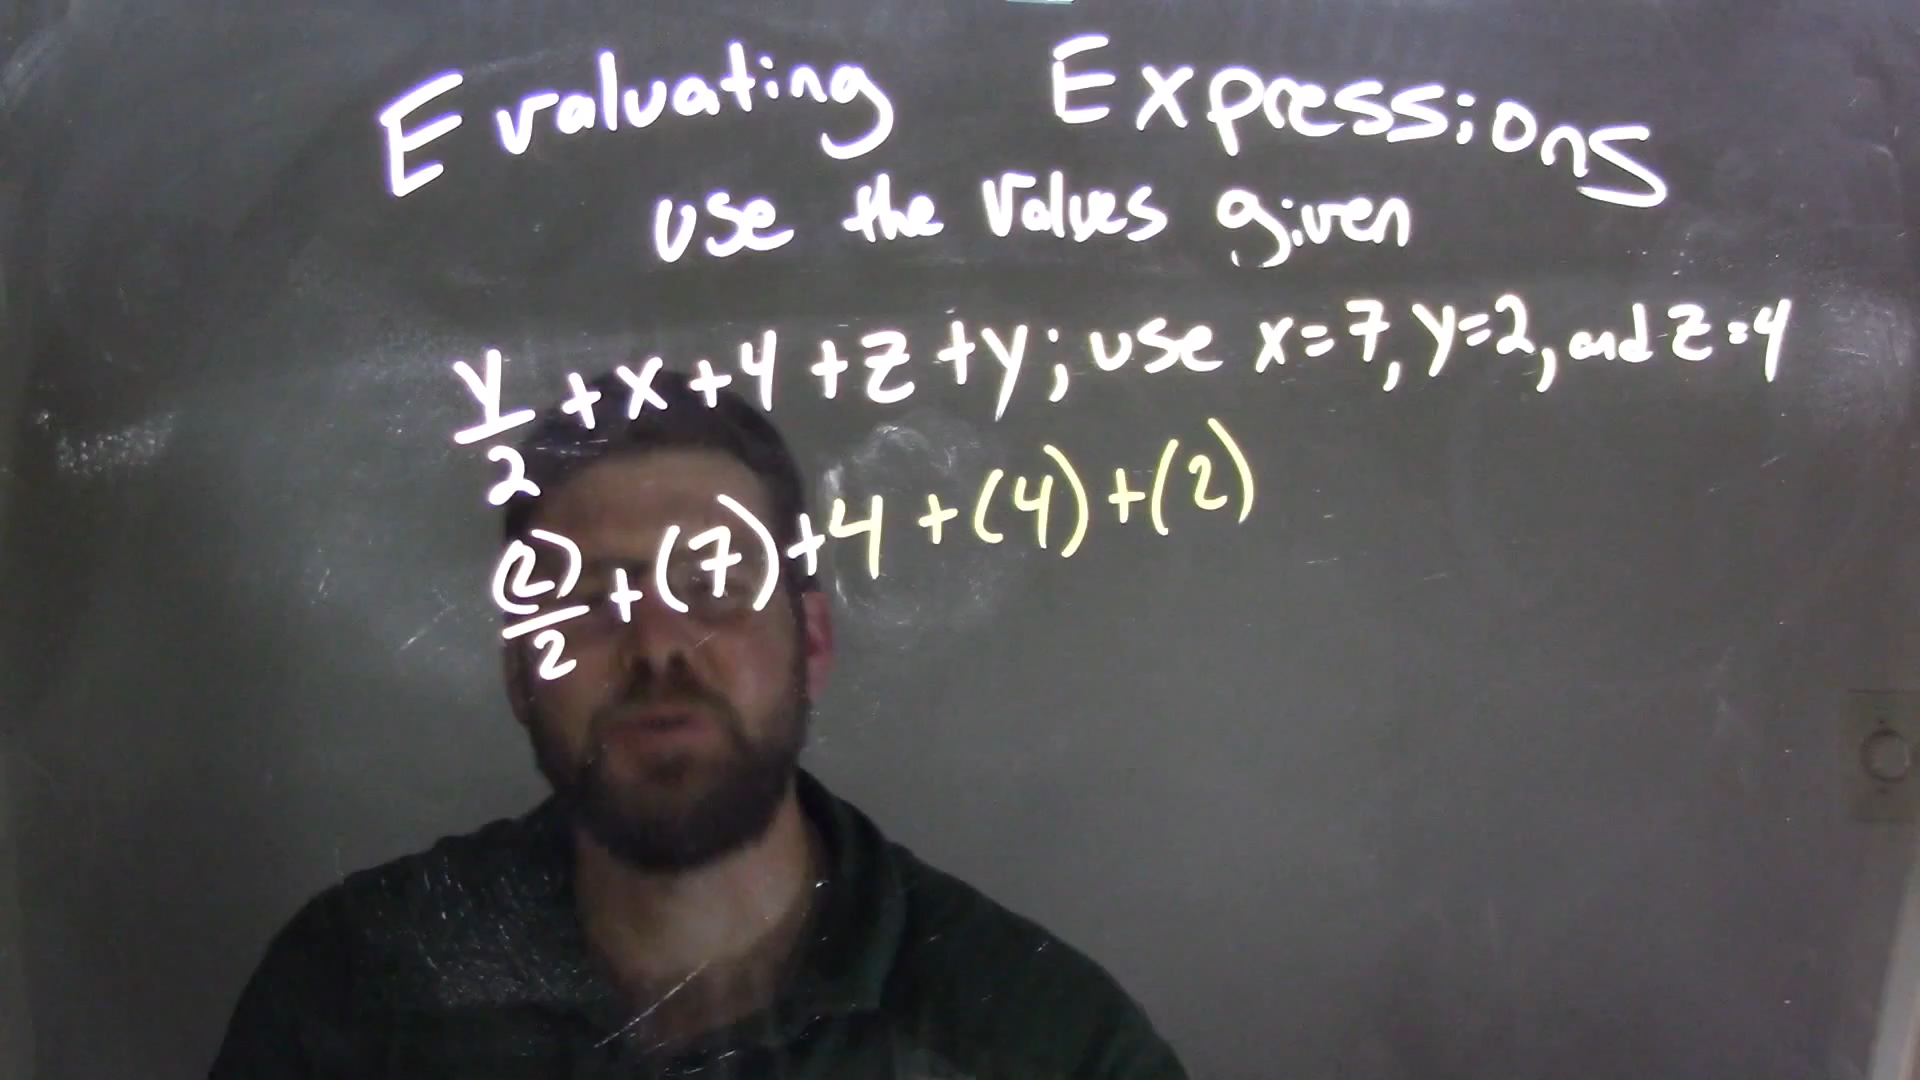 Evaluating Expressions
use the values given
y/2 + x + 4 + z + y; use x=7, y=2, and z=4
(2)/2 + (7) + 4 + (4) + (2)